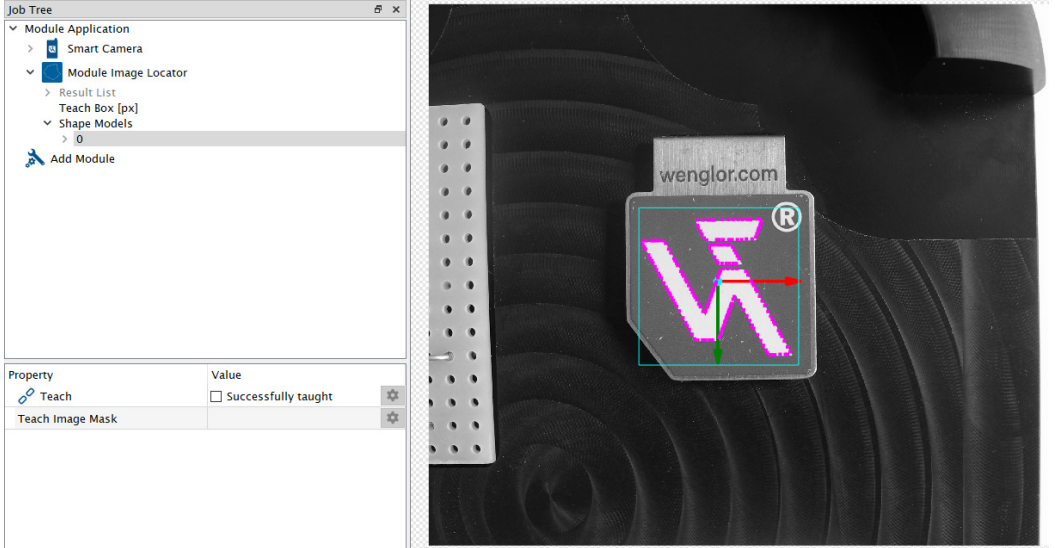 Job Tree
Module Application
Smart Camera
Module Image Locator
Result List
Teach Box [px]
Shape Models
0
Add Module
Property Value
Teach Successfully taught
Teach Image Mask
wenglor.com
®